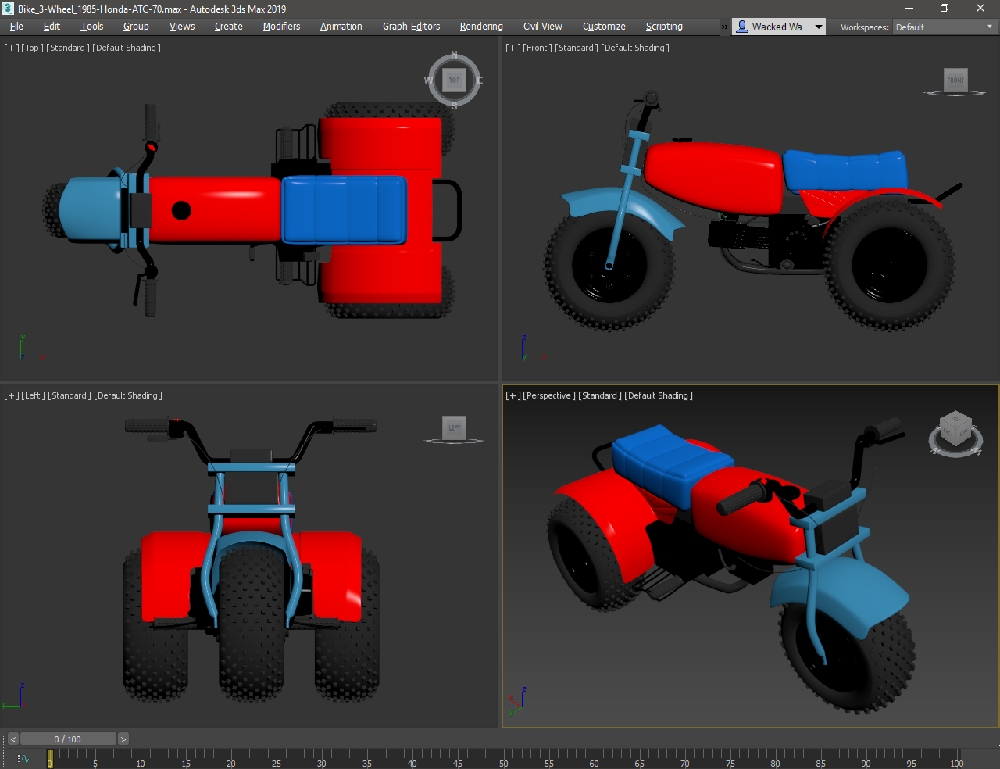 Bike_3-Wheel_1985-Honda-ATC-70.max - Autodesk 3ds Max 2019
File Edit Tools Group Views Create Modifiers Animation Graph Editors Rendering Civil View Customize Scripting » Wacked Wa Workspaces: Default
[+] [Top] [Standard] [Default Shading]
[+] [Front] [Standard] [Default Shading]
N
W TOP E
S
FRONT
y
x
z
y x
[+] [Left] [Standard] [Default Shading]
[+] [Perspective] [Standard] [Default Shading]
LEFT
z
y
z
x
y
< 0 / 100 >
0 5 10 15 20 25 30 35 40 45 50 55 60 65 70 75 80 85 90 95 100